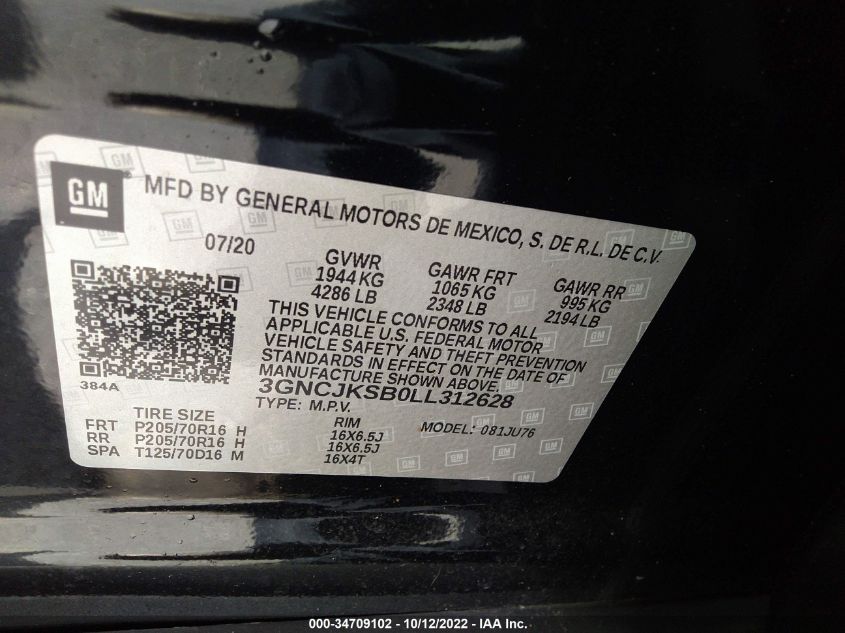 GM
MFD BY GENERAL MOTORS DE MEXICO, S. DE R.L. DE C.V.
07/20
GVWR
1944 KG
4286 LB
GAWR FRT
1065 KG
2348 LB
GAWR RR
995 KG
2194 LB
THIS VEHICLE CONFORMS TO ALL
APPLICABLE U.S. FEDERAL MOTOR
VEHICLE SAFETY AND THEFT PREVENTION
STANDARDS IN EFFECT ON THE DATE OF
MANUFACTURE SHOWN ABOVE.
384A
3GNCJKSB0LL312628
TYPE: M.P.V.
MODEL: 081JU76
TIRE SIZE RIM
FRT P205/70R16 H 16X6.5J
RR P205/70R16 H 16X6.5J
SPA T125/70D16 M 16X4T
000-34709102 - 10/12/2022 - IAA Inc.